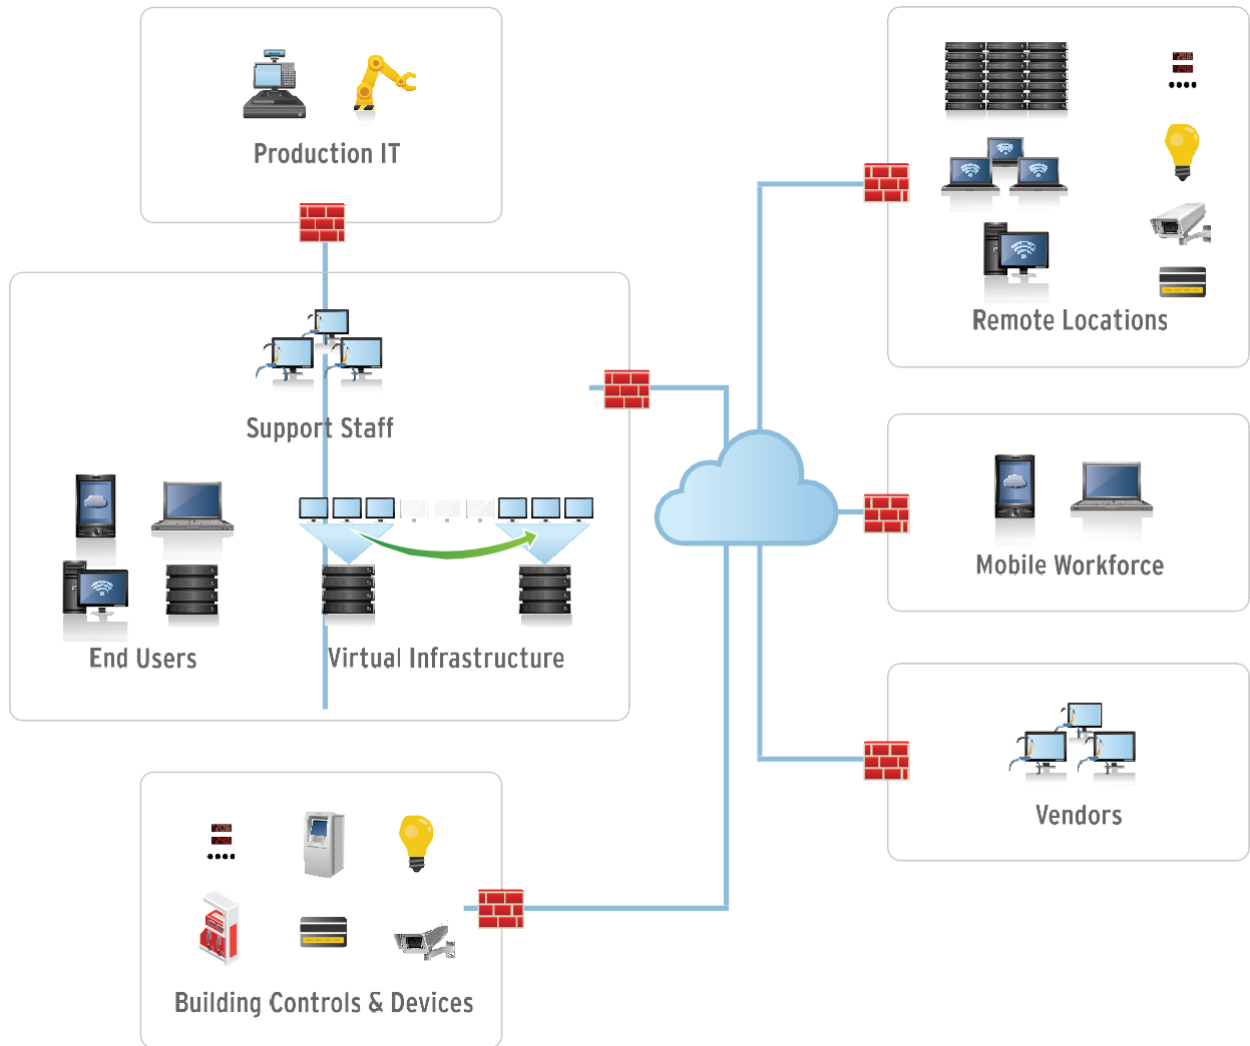 Production IT
Support Staff
End Users
Virtual Infrastructure
Building Controls & Devices
Remote Locations
Mobile Workforce
Vendors